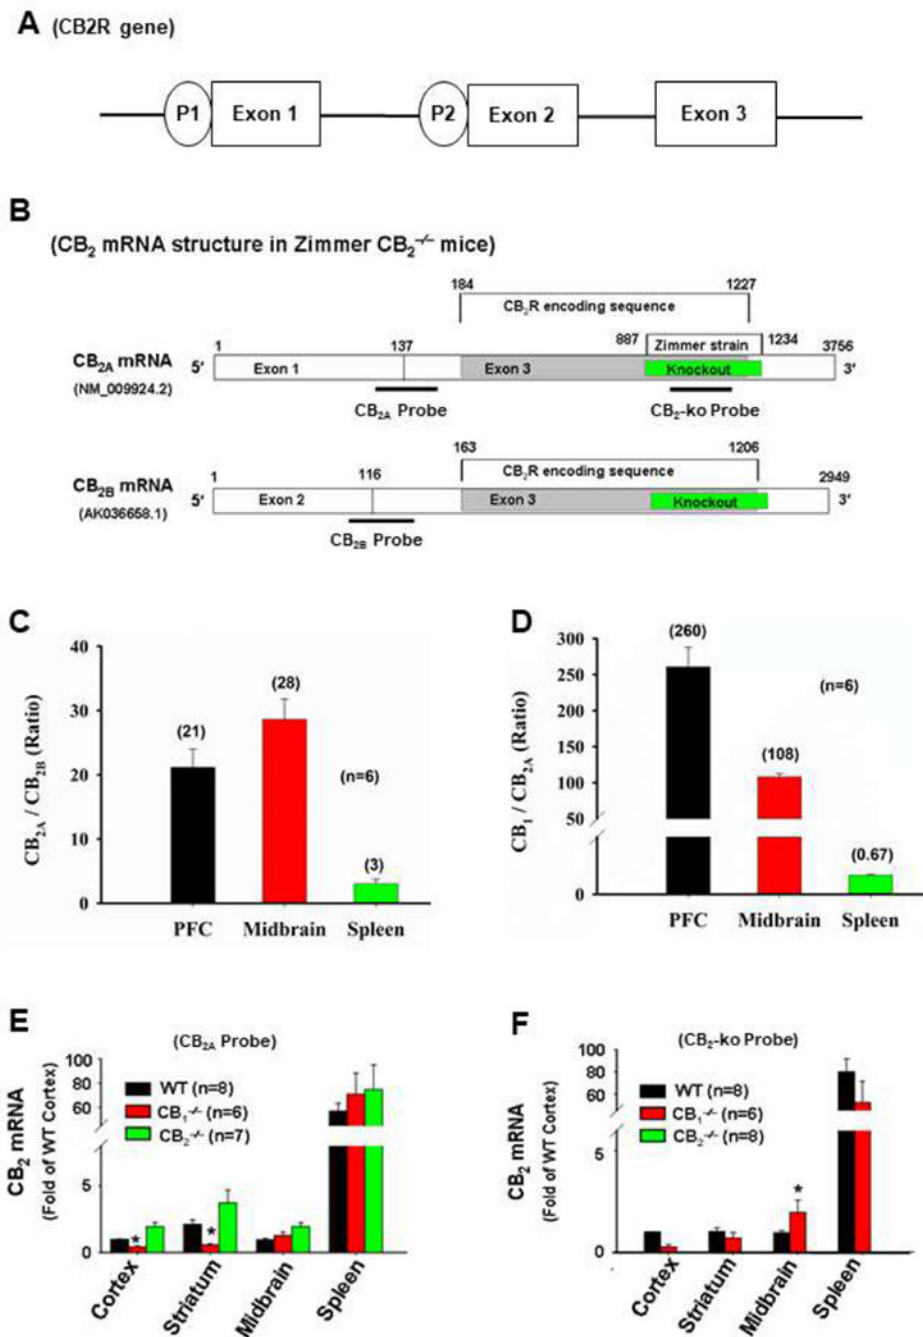 A (CB2R gene)
P1 Exon 1 P2 Exon 2 Exon 3
B
(CB₂ mRNA structure in Zimmer CB₂⁻/⁻ mice)
184 1227
CB₂R encoding sequence
1 137 887 Zimmer strain 1234 3756
CB₂A mRNA 5' Exon 1 Exon 3 Knockout 3'
(NM_009924.2)
CB₂A Probe CB₂-ko Probe
163 1206
CB₂R encoding sequence
1 116 2949
CB₂B mRNA 5' Exon 2 Exon 3 Knockout 3'
(AK036658.1)
CB₂B Probe
C
CB₂A / CB₂B (Ratio)
40
30
20
10
0
(21)
(28)
(n=6)
(3)
PFC Midbrain Spleen
D
CB₁ / CB₂A (Ratio)
300
250
200
150
100
50
0
(260)
(n=6)
(108)
(0.67)
PFC Midbrain Spleen
E
(CB₂A Probe)
CB₂ mRNA
(Fold of WT Cortex)
100
80
60
5
0
WT (n=8)
CB₁⁻/⁻ (n=6)
CB₂⁻/⁻ (n=7)
* *
Cortex Striatum Midbrain Spleen
F
(CB₂-ko Probe)
CB₂ mRNA
(Fold of WT Cortex)
100
80
60
5
0
WT (n=8)
CB₁⁻/⁻ (n=6)
CB₂⁻/⁻ (n=8)
*
Cortex Striatum Midbrain Spleen